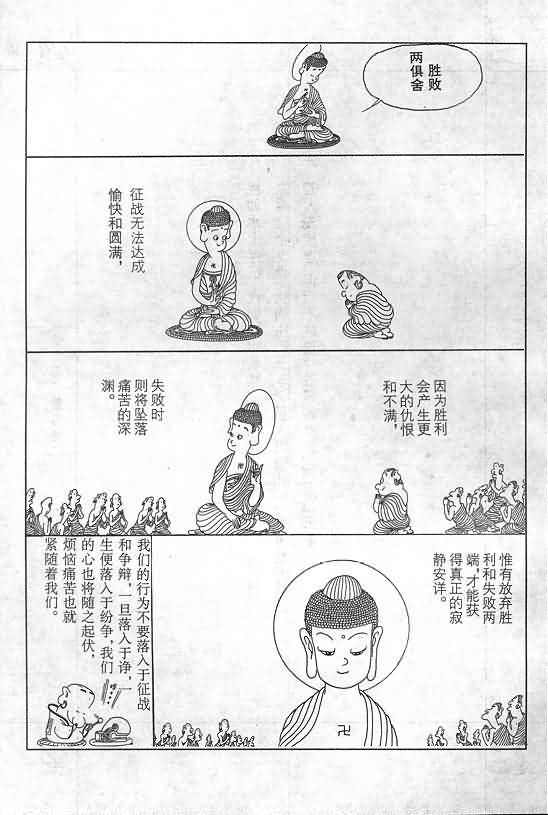 胜败
两俱舍
征战无法达成
愉快和圆满，
因为胜利
会产生更
大的仇恨
和不满，
失败时
则将坠落
痛苦的深
渊。
惟有放弃胜
利和失败两
端，才能获
得真正的寂
静安详。
我们的行为不要落入于征战
和争辩，一旦落入于诤，一
生便落入于纷争，我们
的心也将随之起伏，
烦恼痛苦也就
紧随着我们。